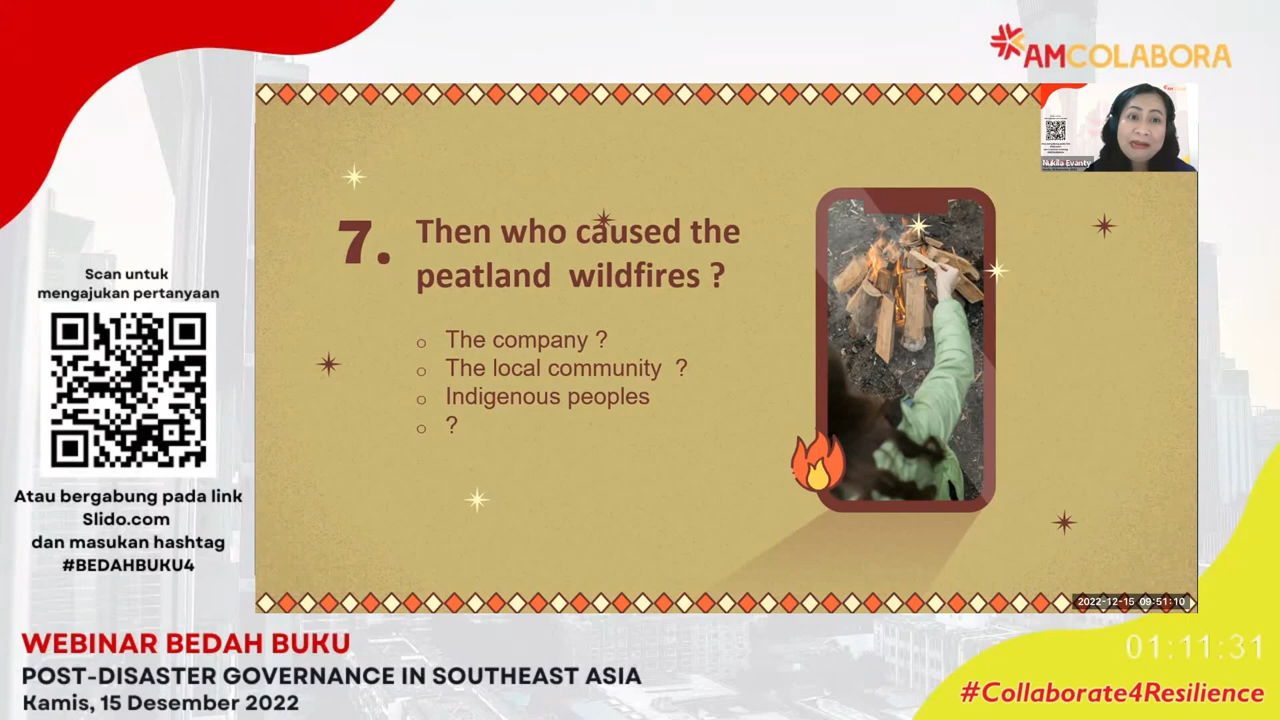 AMCOLABORA
Nukila Evanty
7. Then who caused the
peatland wildfires ?
o The company ?
o The local community ?
o Indigenous peoples
o ?
Scan untuk
mengajukan pertanyaan
Atau bergabung pada link
Slido.com
dan masukan hashtag
#BEDAHBUKU4
2022-12-15 09:51:10
WEBINAR BEDAH BUKU
POST-DISASTER GOVERNANCE IN SOUTHEAST ASIA
Kamis, 15 Desember 2022
01:11:31
#Collaborate4Resilience